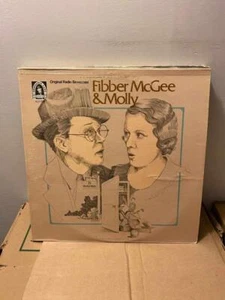 Original Radio Broadcast
Fibber McGee
& Molly